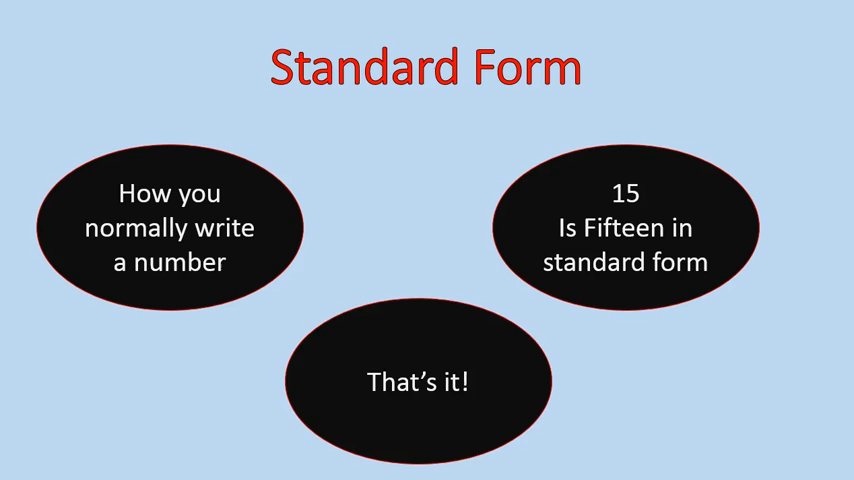 Standard Form
How you
normally write
a number
15
Is Fifteen in
standard form
That’s it!